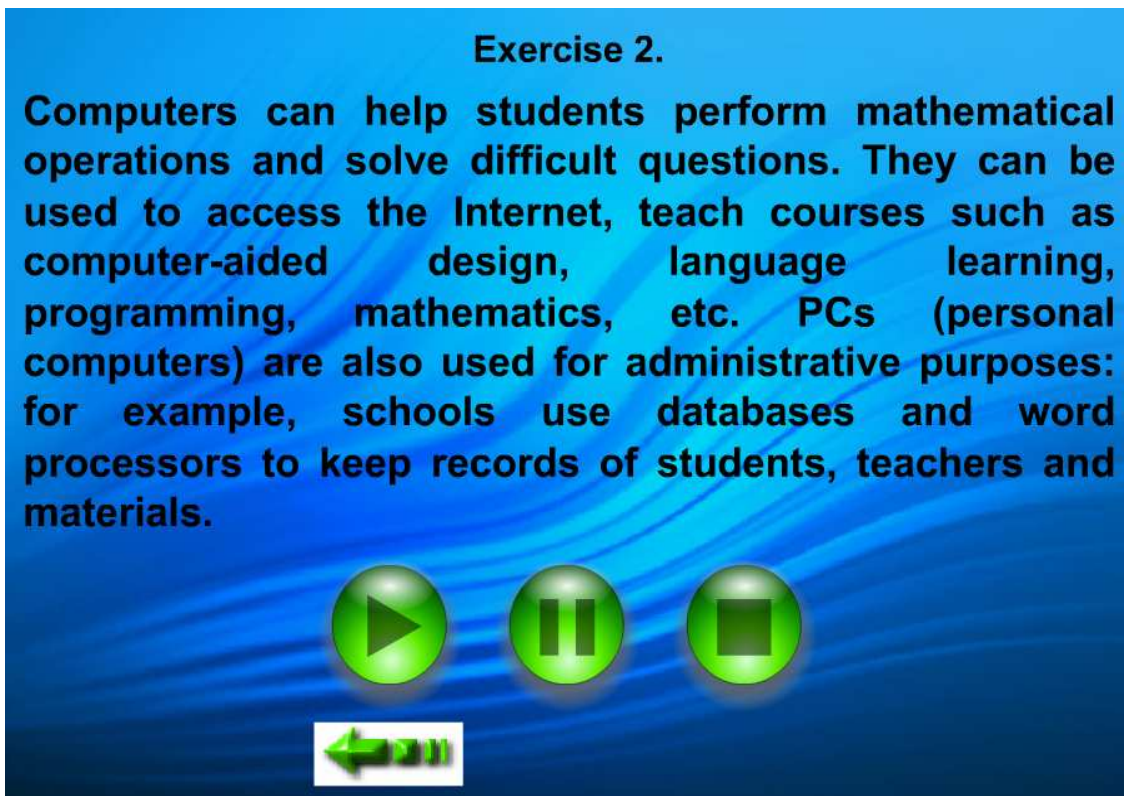 Exercise 2.
Computers can help students perform mathematical
operations and solve difficult questions. They can be
used to access the Internet, teach courses such as
computer-aided design, language learning,
programming, mathematics, etc. PCs (personal
computers) are also used for administrative purposes:
for example, schools use databases and word
processors to keep records of students, teachers and
materials.